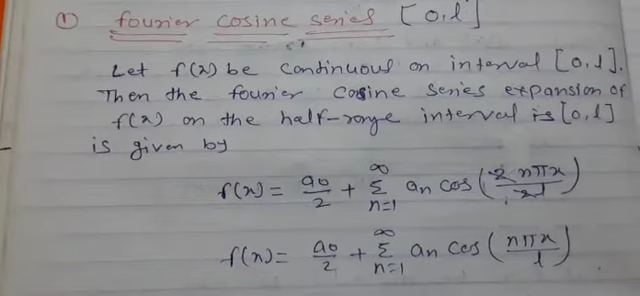 ① fourier cosine series [0,l]
Let f(x) be continuous on interval [0,l].
Then the fourier cosine series expansion of
f(x) on the half-range interval is [0,l]
is given by
f(x) = a0/2 + ∞Σn=1 an cos (2nπx/2l)
f(x) = a0/2 + ∞Σn=1 an cos (nπx/l)